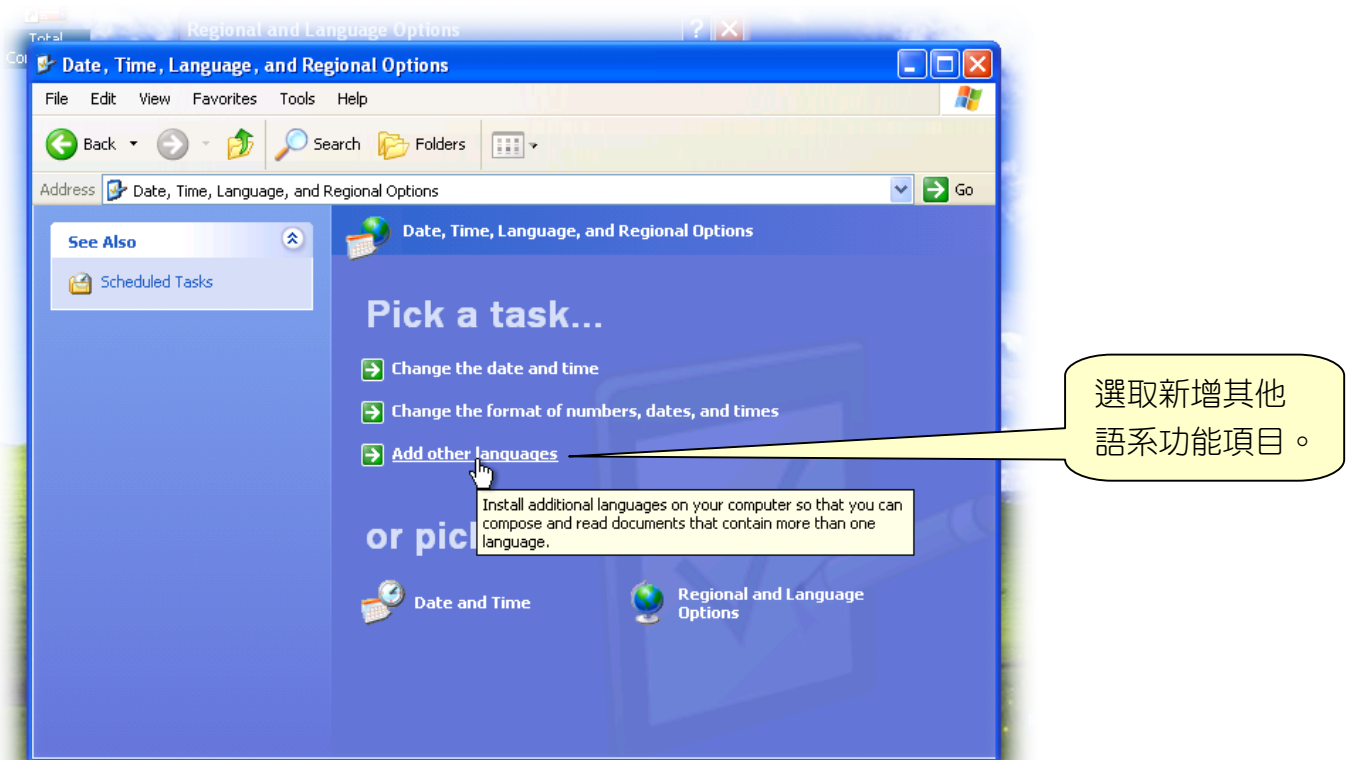 Total
Regional and Language Options
Date, Time, Language, and Regional Options
File Edit View Favorites Tools Help
Back Search Folders
Address Date, Time, Language, and Regional Options Go
See Also
Scheduled Tasks
Date, Time, Language, and Regional Options
Pick a task...
Change the date and time
Change the format of numbers, dates, and times
Add other languages
Install additional languages on your computer so that you can
compose and read documents that contain more than one
language.
or pick
Date and Time
Regional and Language
Options
選取新增其他
語系功能項目。